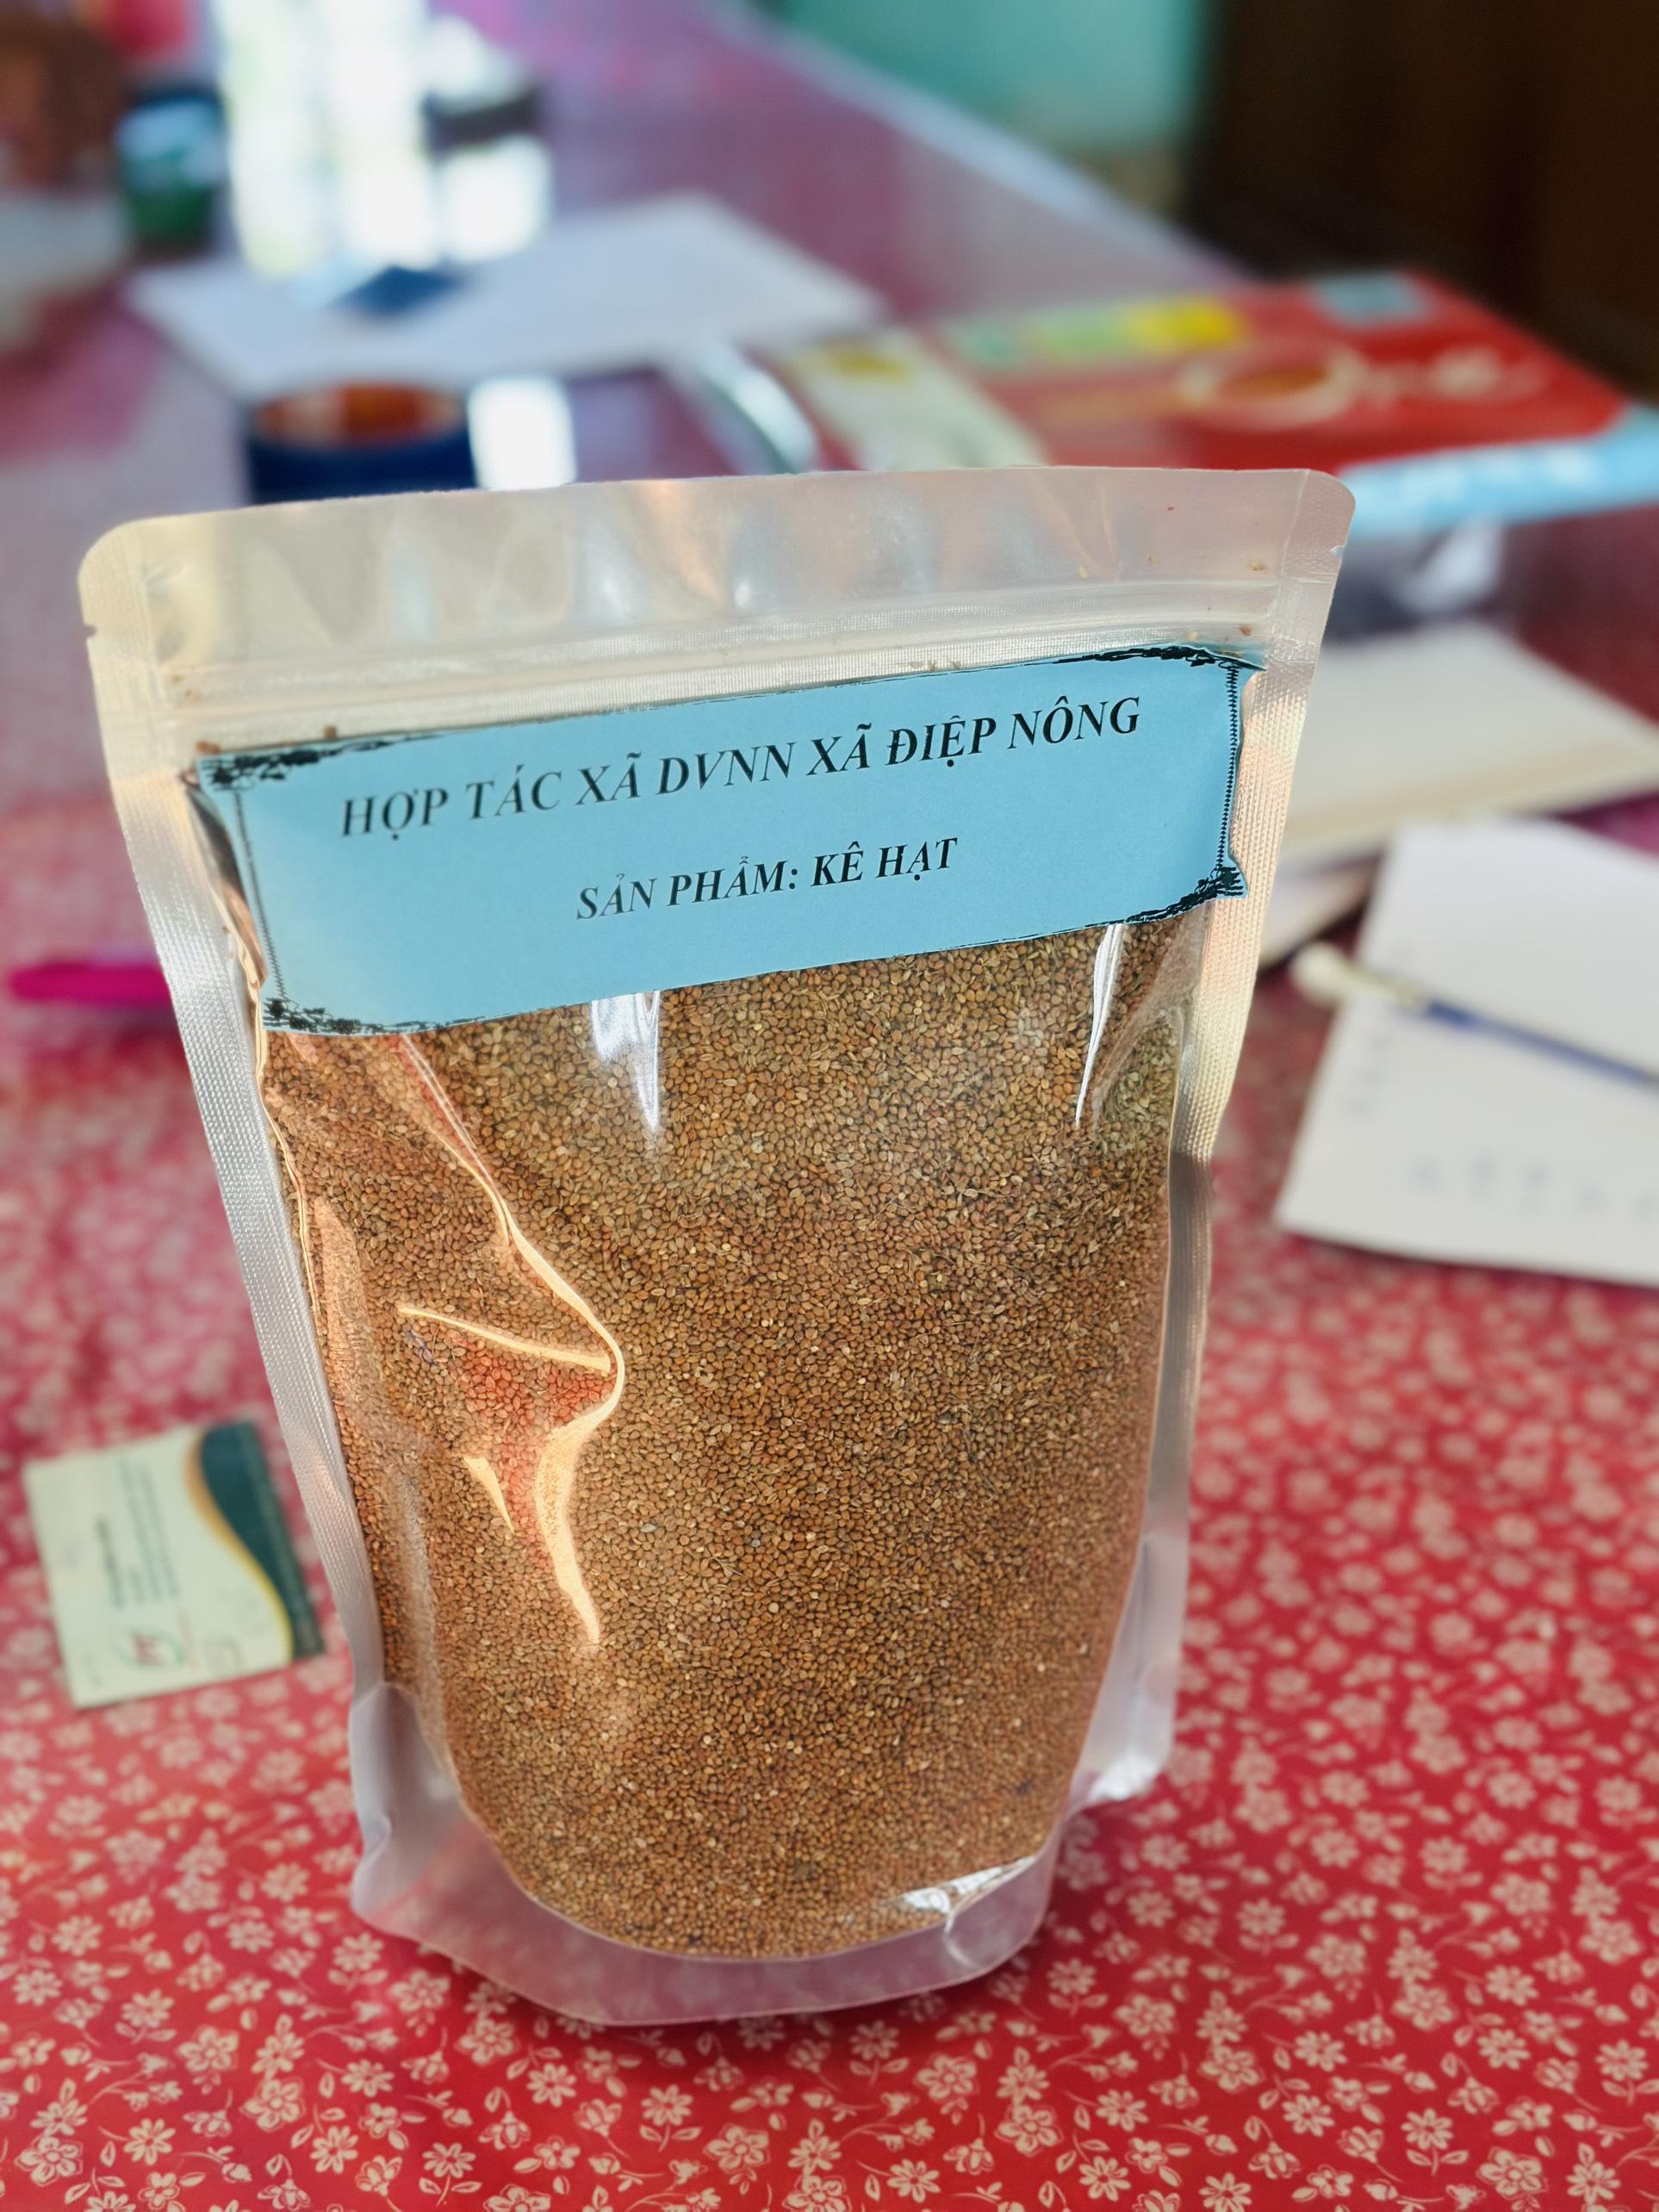 HỢP TÁC XÃ DVNN XÃ ĐIỆP NÔNG
SẢN PHẨM: KÊ HẠT